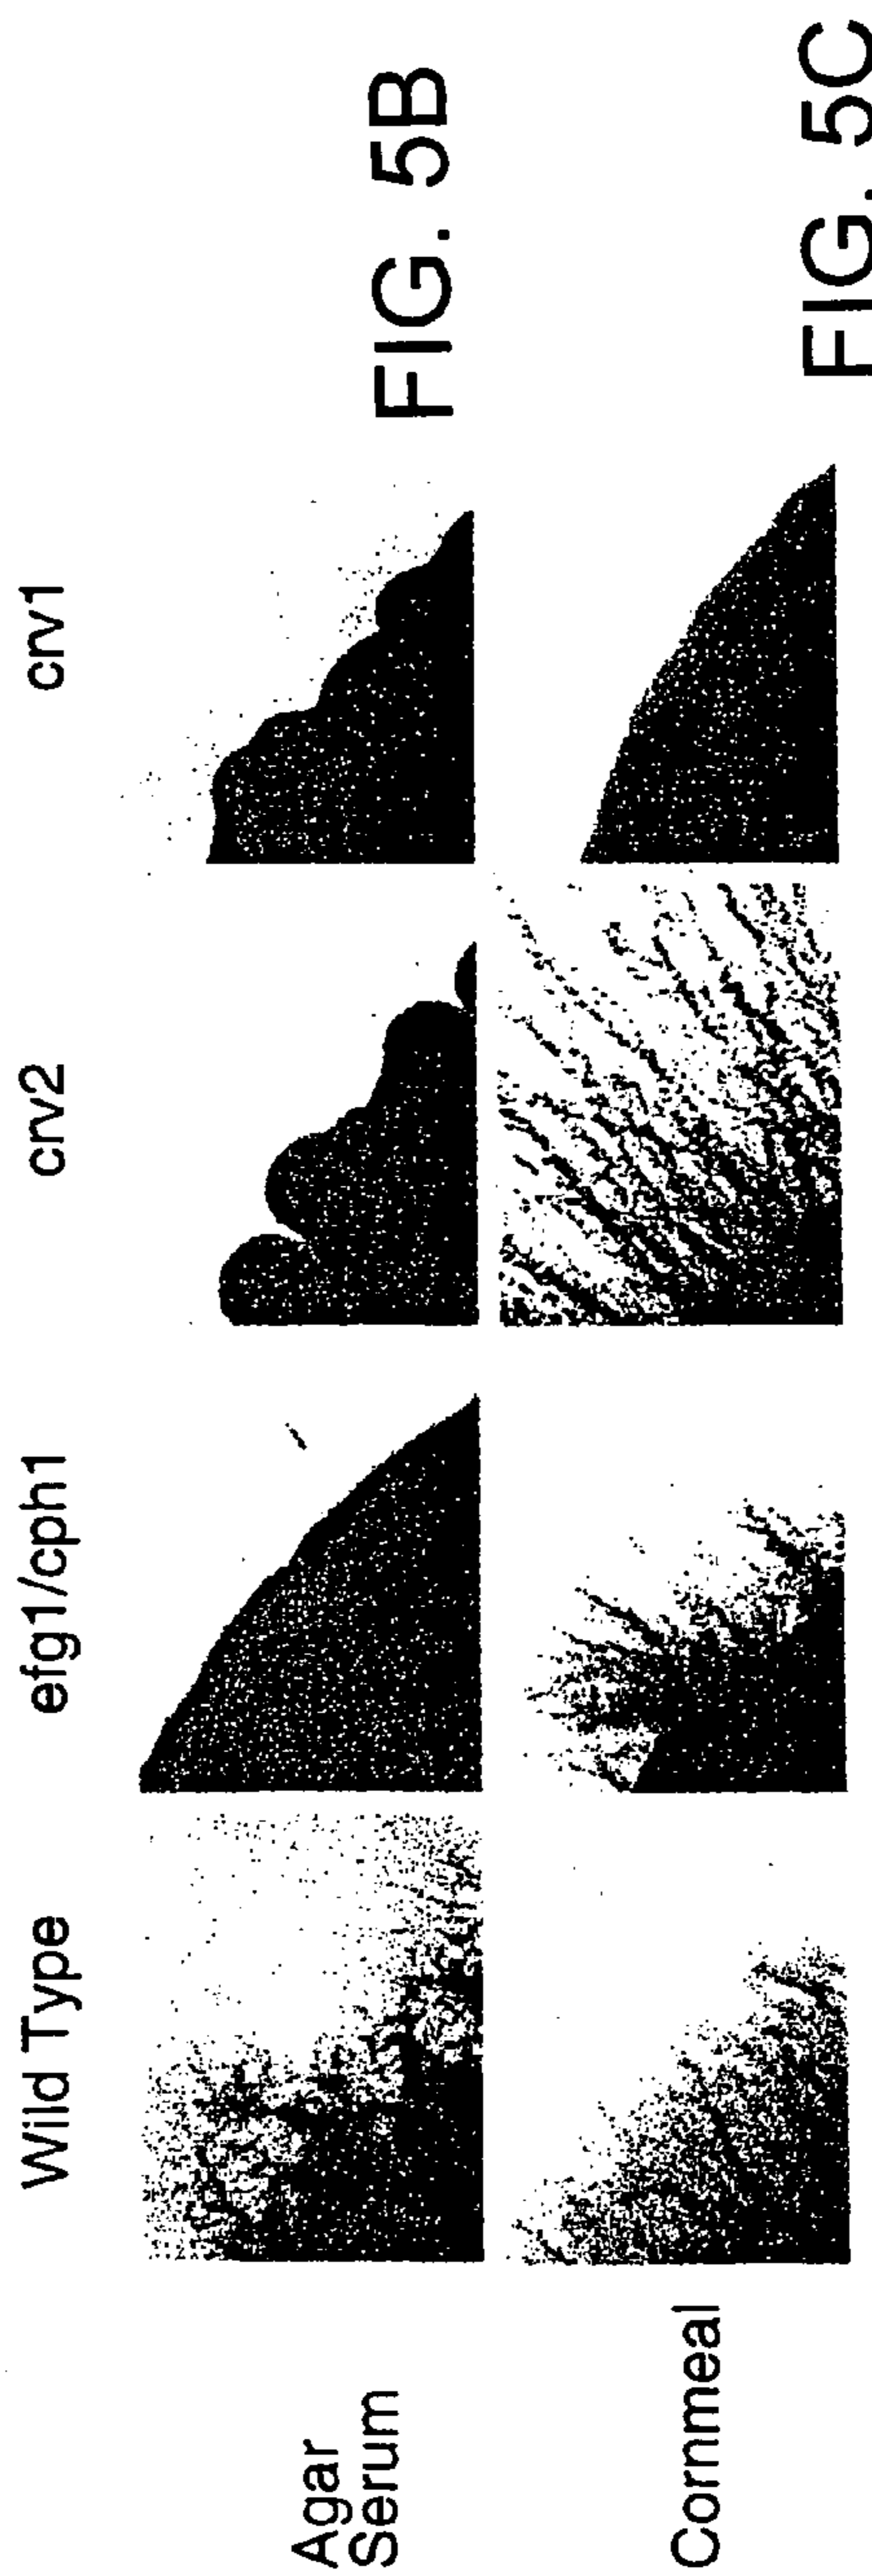 Wild Type
efg1/cph1
crv2
crv1
Agar
Serum
FIG. 5B
Cornmeal
FIG. 5C